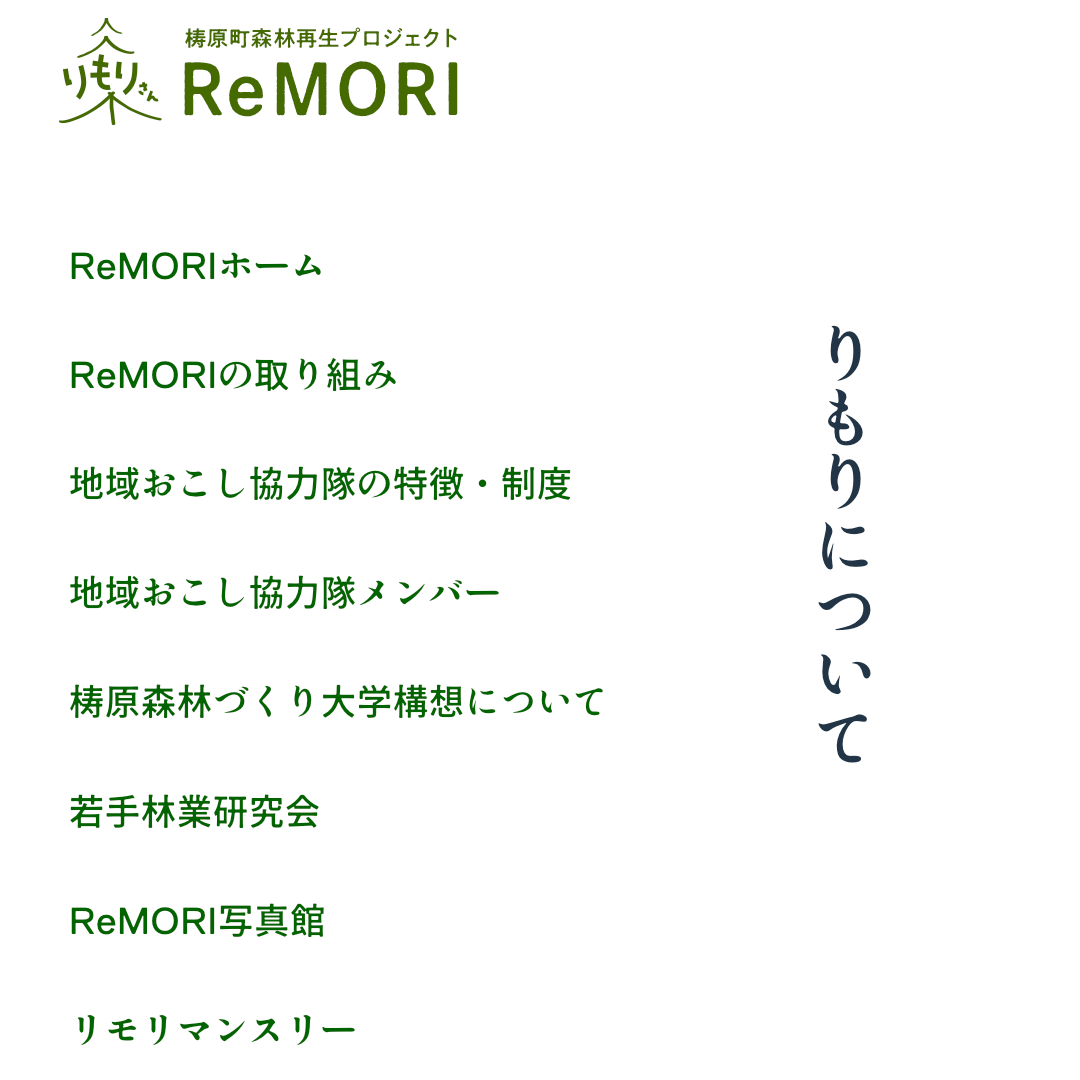 りもりさん
梼原町森林再生プロジェクト
ReMORI
ReMORIホーム
ReMORIの取り組み
地域おこし協力隊の特徴・制度
地域おこし協力隊メンバー
梼原森林づくり大学構想について
若手林業研究会
ReMORI写真館
リモリマンスリー
りもりについて